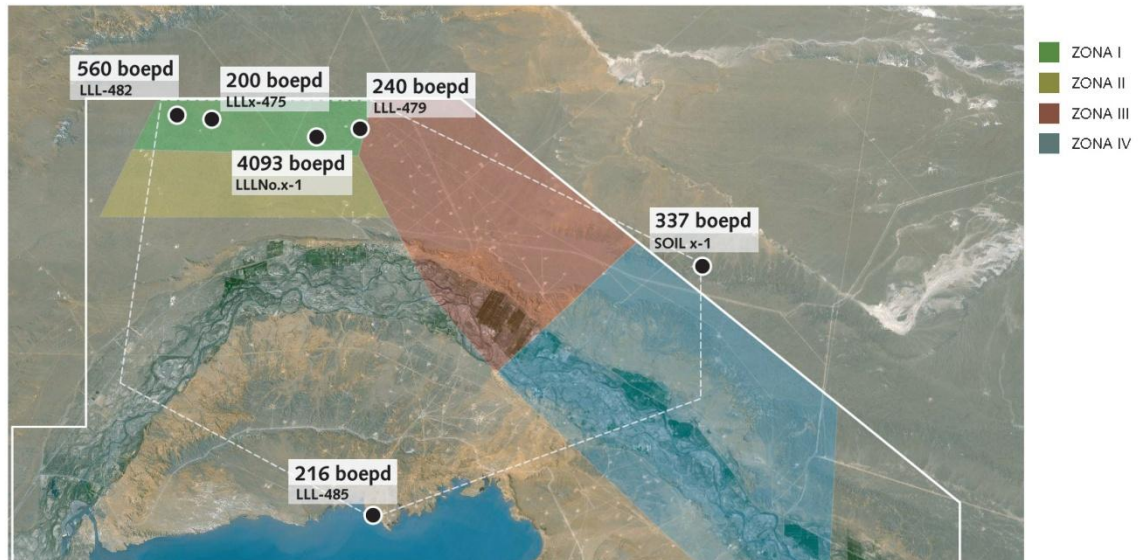 560 boepd
LLL-482
200 boepd
LLLx-475
240 boepd
LLL-479
4093 boepd
LLLNo.x-1
337 boepd
SOIL x-1
216 boepd
LLL-485
ZONA I
ZONA II
ZONA III
ZONA IV